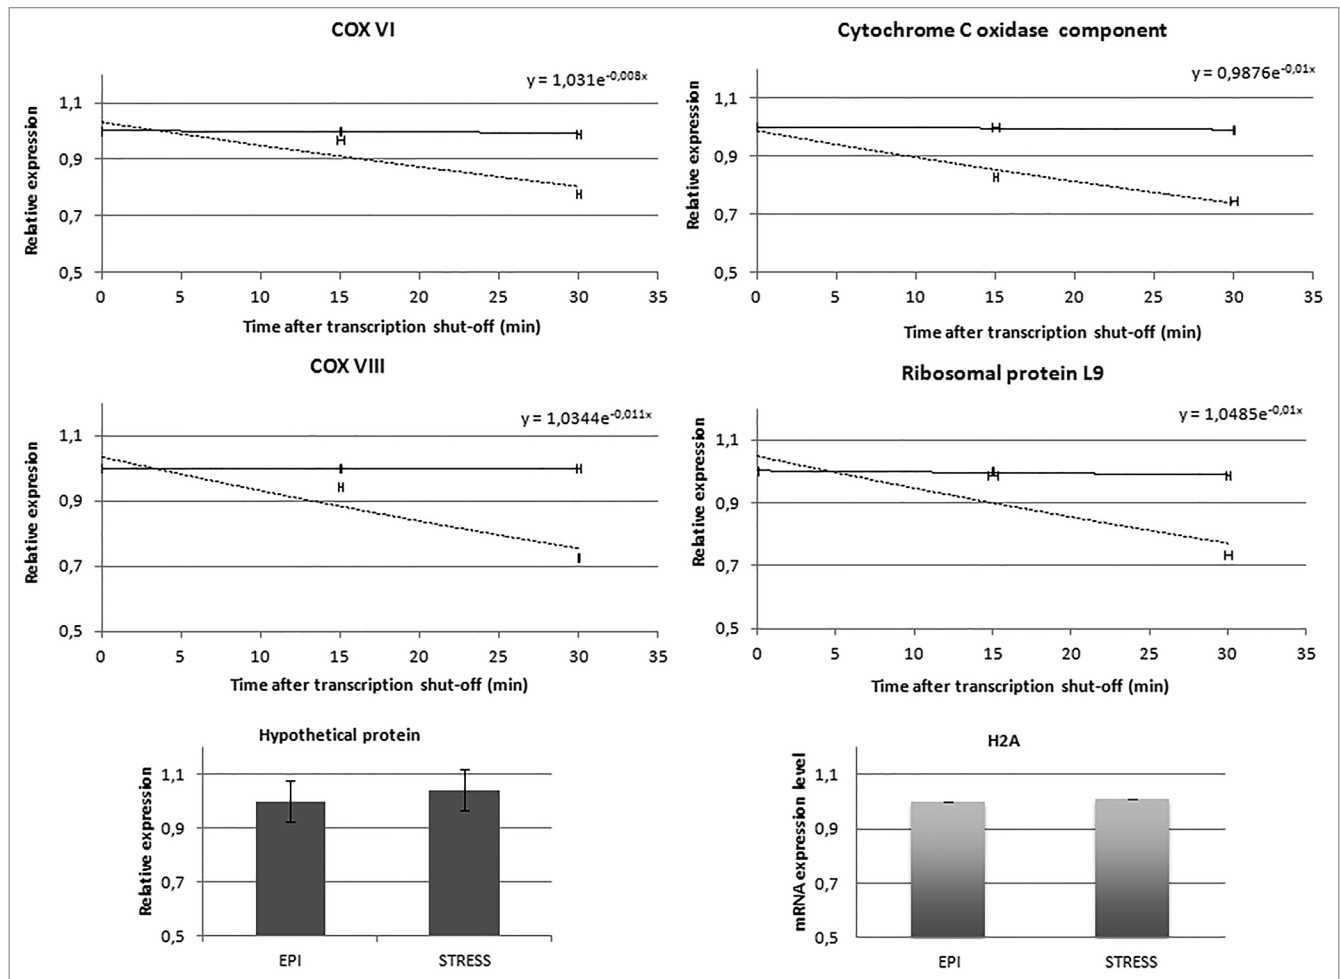 COX VI
y = 1,031e^-0,008x
Relative expression
1,1
0,9
0,7
0,5
0 5 10 15 20 25 30 35
Time after transcription shut-off (min)
Cytochrome C oxidase component
y = 0,9876e^-0,01x
Relative expression
1,1
0,9
0,7
0,5
0 5 10 15 20 25 30 35
Time after transcription shut-off (min)
COX VIII
y = 1,0344e^-0,011x
Relative expression
1,1
0,9
0,7
0,5
0 5 10 15 20 25 30 35
Time after transcription shut-off (min)
Ribosomal protein L9
y = 1,0485e^-0,01x
Relative expression
1,1
0,9
0,7
0,5
0 5 10 15 20 25 30 35
Time after transcription shut-off (min)
Hypothetical protein
Relative expression
1,1
0,9
0,7
0,5
EPI STRESS
H2A
mRNA expression level
1,1
0,9
0,7
0,5
EPI STRESS